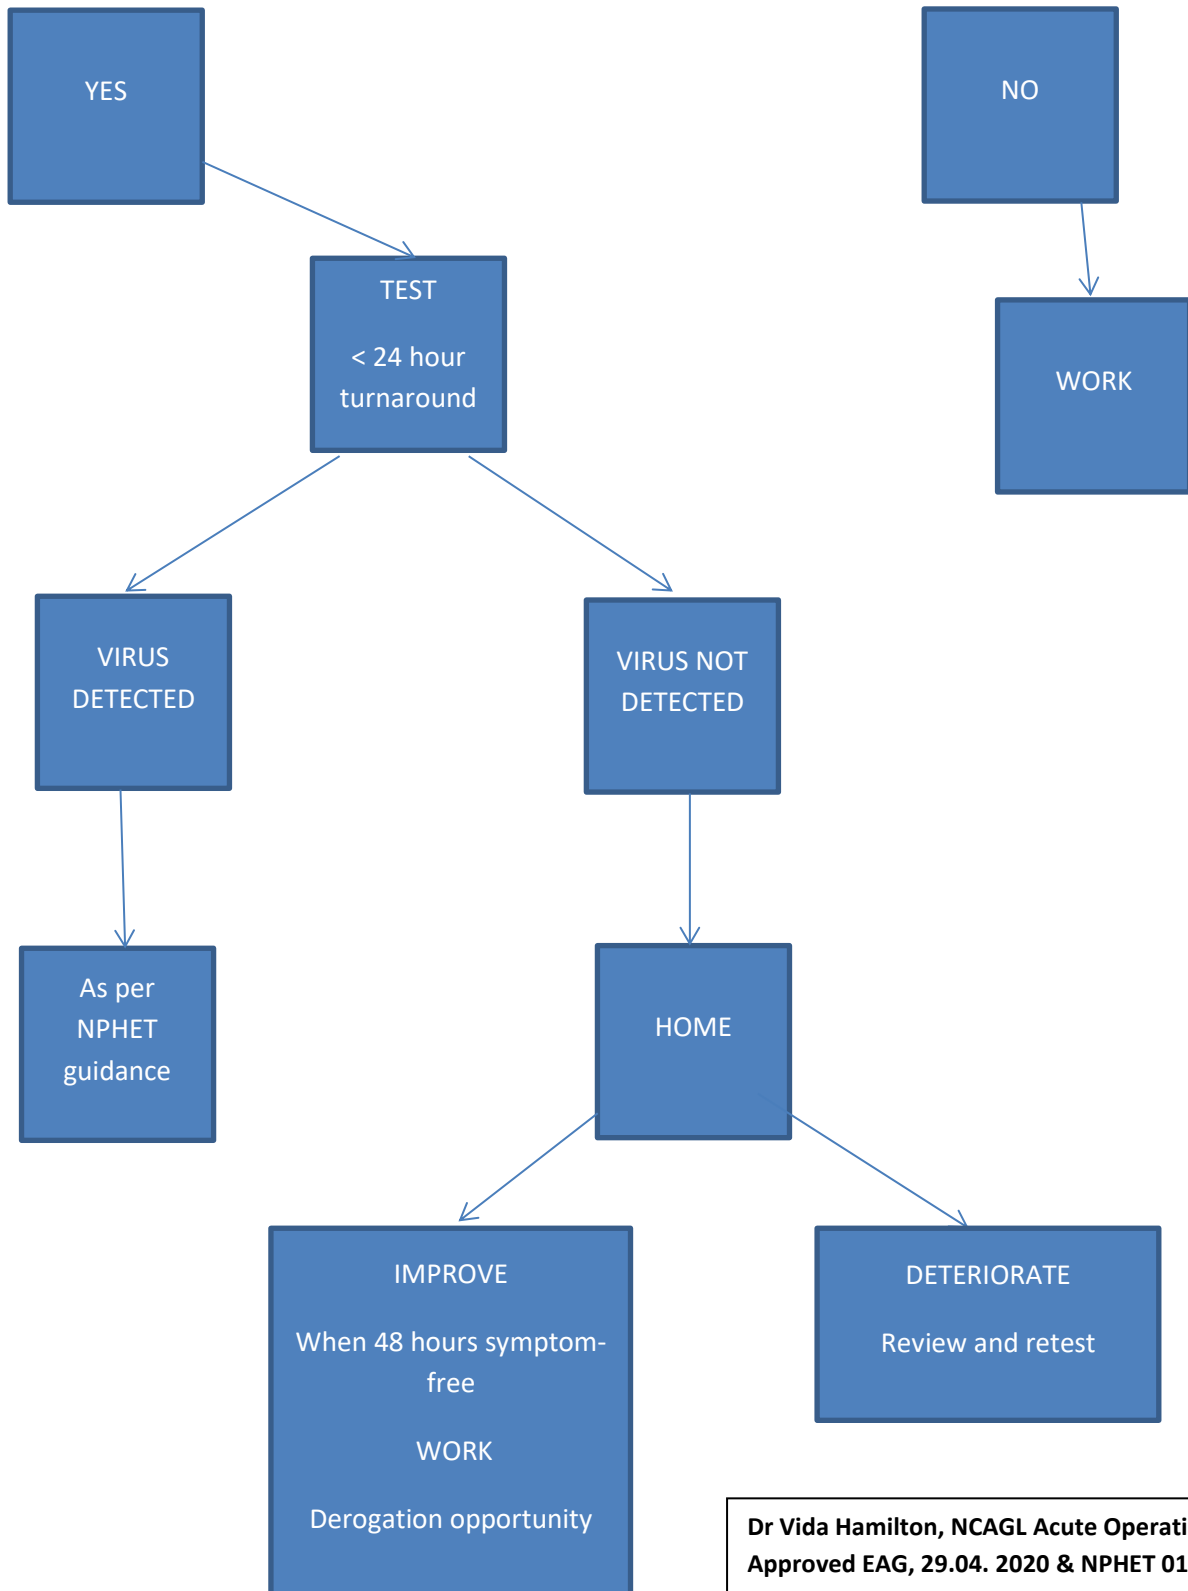 YES
NO
TEST
< 24 hour
turnaround
WORK
VIRUS
DETECTED
VIRUS NOT
DETECTED
As per
NPHET
guidance
HOME
IMPROVE
When 48 hours symptom-
free
WORK
Derogation opportunity
DETERIORATE
Review and retest
Dr Vida Hamilton, NCAGL Acute Operati
Approved EAG, 29.04. 2020 & NPHET 01